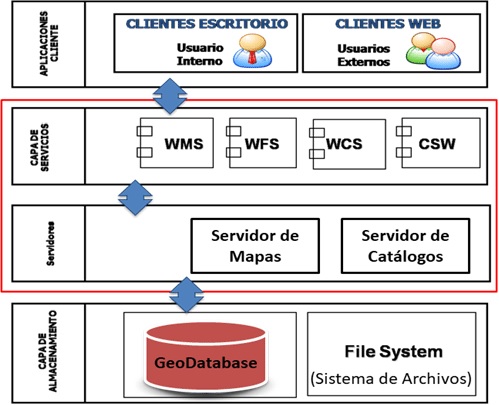 APLICACIONES
CLIENTE
CLIENTES ESCRITORIO
Usuario
Interno
CLIENTES WEB
Usuarios
Externos
CAPA DE
SERVICIOS
WMS
WFS
WCS
CSW
Servidores
Servidor de
Mapas
Servidor de
Catálogos
CAPA DE
ALMACENAMIENTO
GeoDatabase
File System
(Sistema de Archivos)